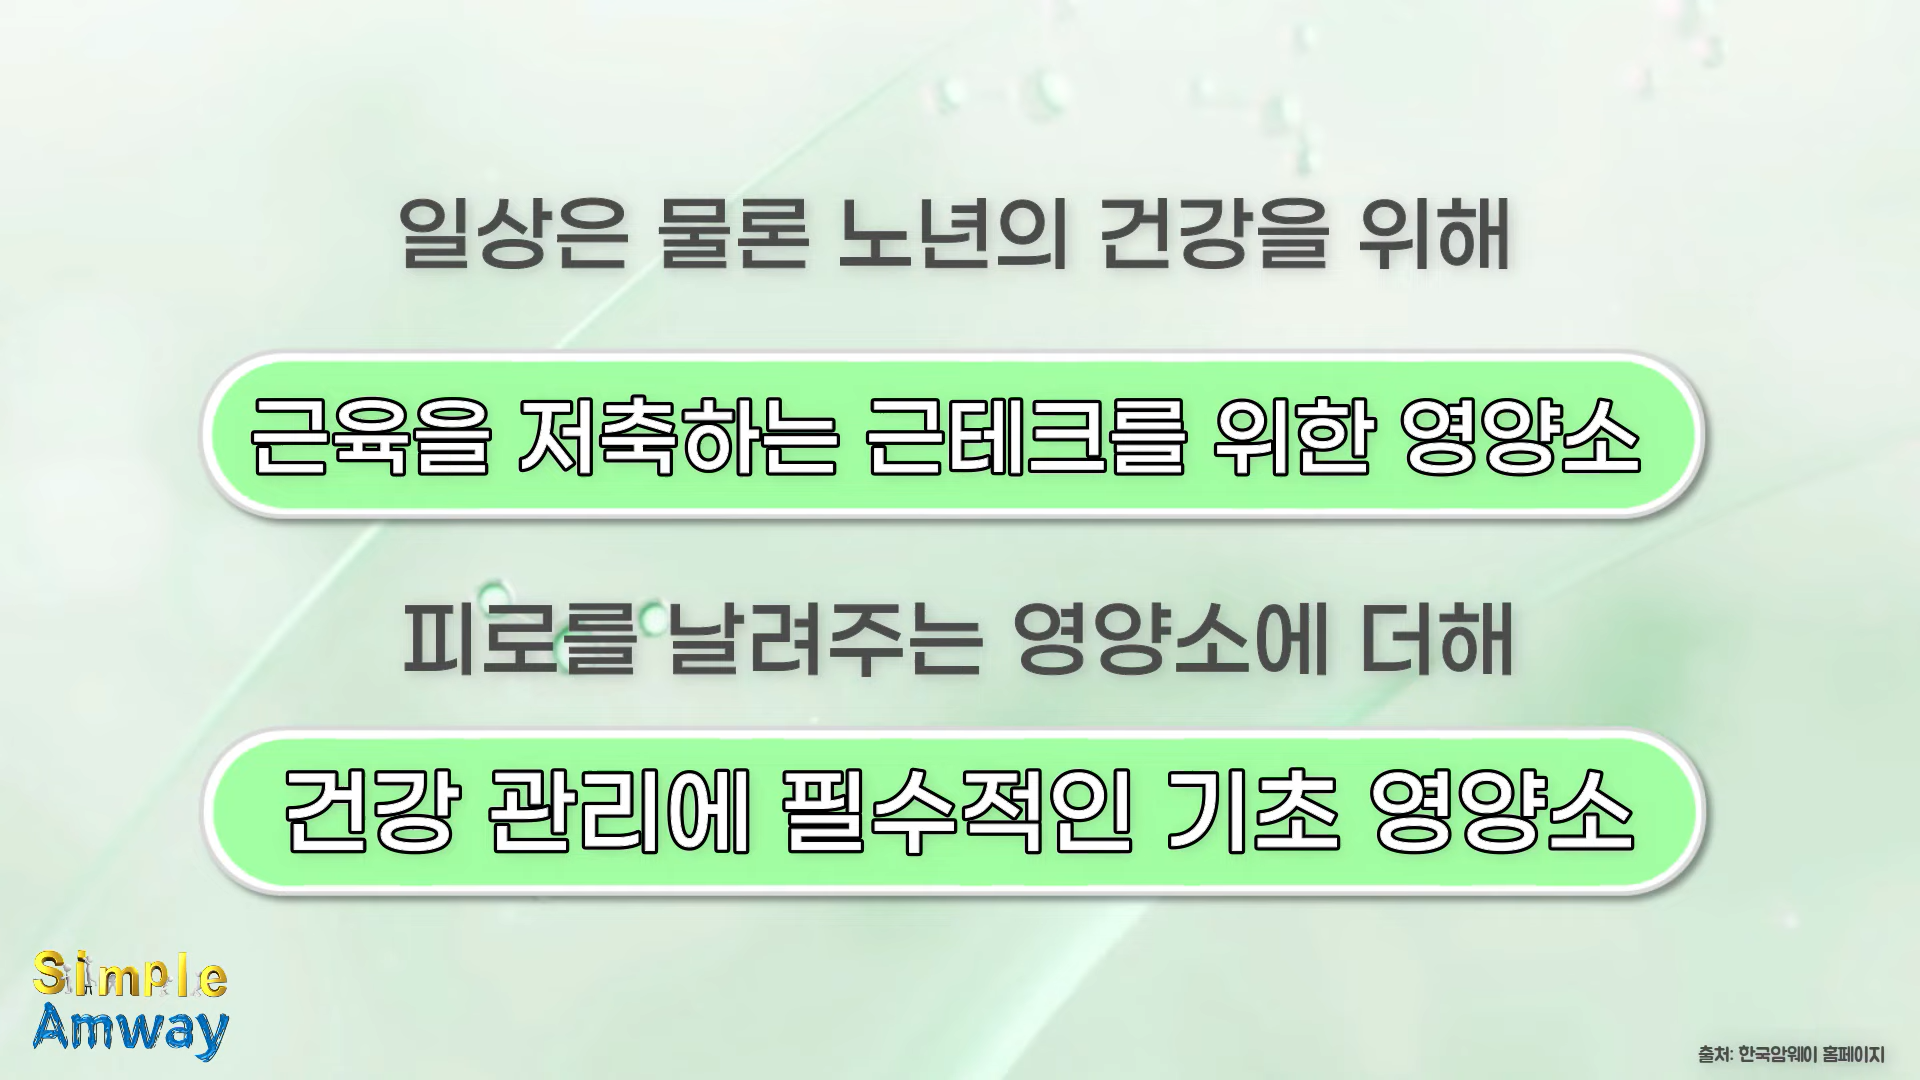 일상은 물론 노년의 건강을 위해
근육을 저축하는 근테크를 위한 영양소
피로를 날려주는 영양소에 더해
건강 관리에 필수적인 기초 영양소
Simple
Amway
출처: 한국암웨이 홈페이지